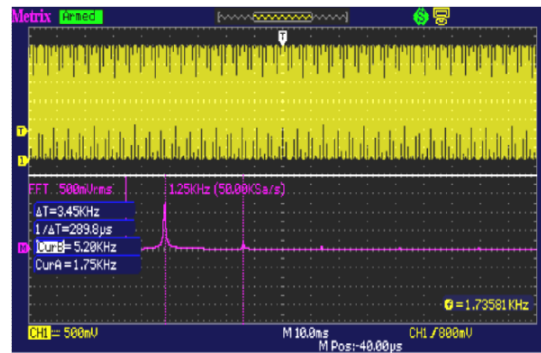 Metrix Armed
T
T
1
FFT 500mVrms 1.25KHz (50.00KSa/s)
ΔT=3.45KHz
1/ΔT=289.8μs
CurB= 5.20KHz
CurA = 1.75KHz
M
f = 1.73581KHz
CH1 500mV M 10.0ms CH1 / 800mV
M Pos:-40.00μs